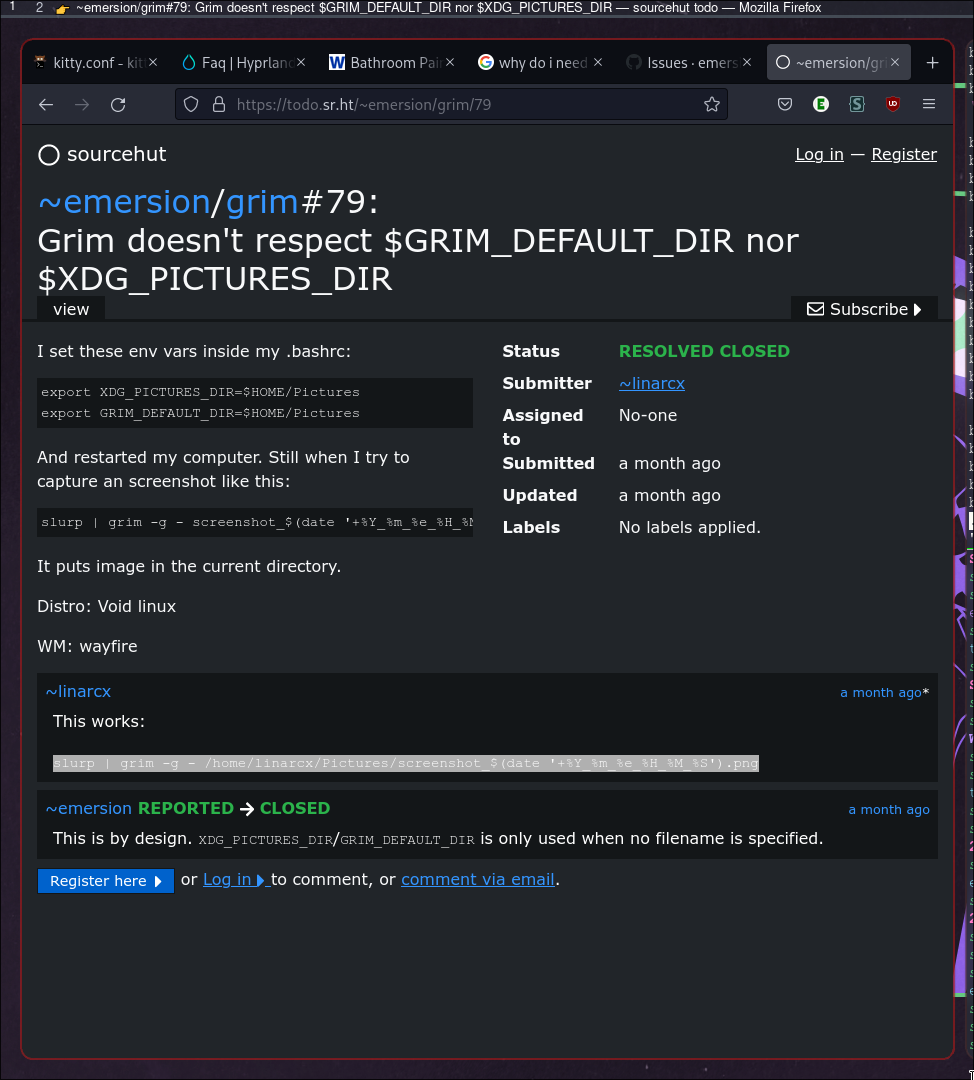 1
2 👉 ~emersion/grim#79: Grim doesn't respect $GRIM_DEFAULT_DIR nor $XDG_PICTURES_DIR — sourcehut todo — Mozilla Firefox
kitty.conf - kit
Faq | Hyprlan
Bathroom Pai
why do i need
Issues · emers
~emersion/gri
https://todo.sr.ht/~emersion/grim/79
sourcehut
Log in — Register
~emersion/grim#79:
Grim doesn't respect $GRIM_DEFAULT_DIR nor
$XDG_PICTURES_DIR
view
Subscribe
I set these env vars inside my .bashrc:
export XDG_PICTURES_DIR=$HOME/Pictures
export GRIM_DEFAULT_DIR=$HOME/Pictures
And restarted my computer. Still when I try to
capture an screenshot like this:
slurp | grim -g - screenshot_$(date '+%Y_%m_%e_%H_%M
It puts image in the current directory.
Distro: Void linux
WM: wayfire
Status RESOLVED CLOSED
Submitter ~linarcx
Assigned to No-one
Submitted a month ago
Updated a month ago
Labels No labels applied.
~linarcx a month ago*
This works:
slurp | grim -g - /home/linarcx/Pictures/screenshot_$(date '+%Y_%m_%e_%H_%M_%S').png
~emersion REPORTED → CLOSED a month ago
This is by design. XDG_PICTURES_DIR/GRIM_DEFAULT_DIR is only used when no filename is specified.
Register here or Log in to comment, or comment via email.